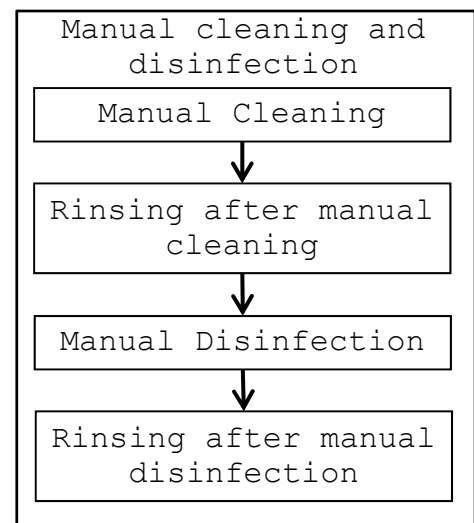 Manual cleaning and
disinfection
Manual Cleaning
Rinsing after manual
cleaning
Manual Disinfection
Rinsing after manual
disinfection